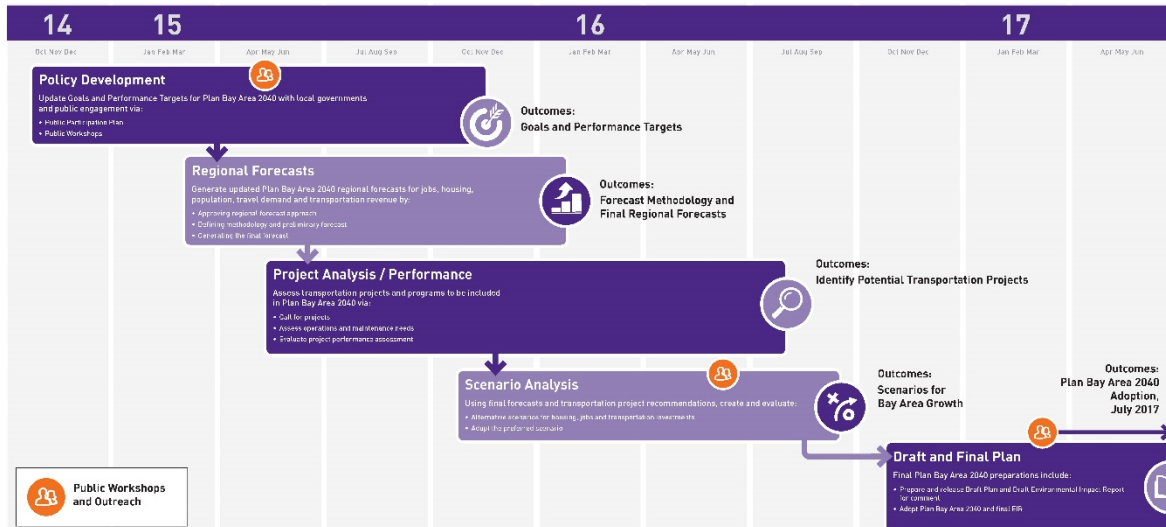 14 15 16 17
Oct Nov Dec Jan Feb Mar Apr May Jun Jul Aug Sep Oct Nov Dec Jan Feb Mar Apr May Jun Jul Aug Sep Oct Nov Dec Jan Feb Mar Apr May Jun
Policy Development
Update Goals and Performance Targets for Plan Bay Area 2040 with local governments
and public engagement via:
• Public Participation Plan
• Public Workshops
Outcomes:
Goals and Performance Targets
Regional Forecasts
Generate updated Plan Bay Area 2040 regional forecasts for jobs, housing,
population, travel demand and transportation revenue by:
• Approving regional forecast approach
• Defining methodology and preliminary forecast
• Generating the final forecast
Outcomes:
Forecast Methodology and
Final Regional Forecasts
Project Analysis / Performance
Assess transportation projects and programs to be included
in Plan Bay Area 2040 via:
• Call for projects
• Assess operations and maintenance needs
• Evaluate project performance assessment
Outcomes:
Identify Potential Transportation Projects
Scenario Analysis
Using final forecasts and transportation project recommendations, create and evaluate:
• Alternative scenarios for housing, jobs and transportation investments
• Adopt the preferred scenario
Outcomes:
Scenarios for
Bay Area Growth
Outcomes:
Plan Bay Area 2040
Adoption,
July 2017
Draft and Final Plan
Final Plan Bay Area 2040 preparations include:
• Prepare and release Draft Plan and Draft Environmental Impact Report
for comment
• Adopt Plan Bay Area 2040 and final EIR
Public Workshops
and Outreach